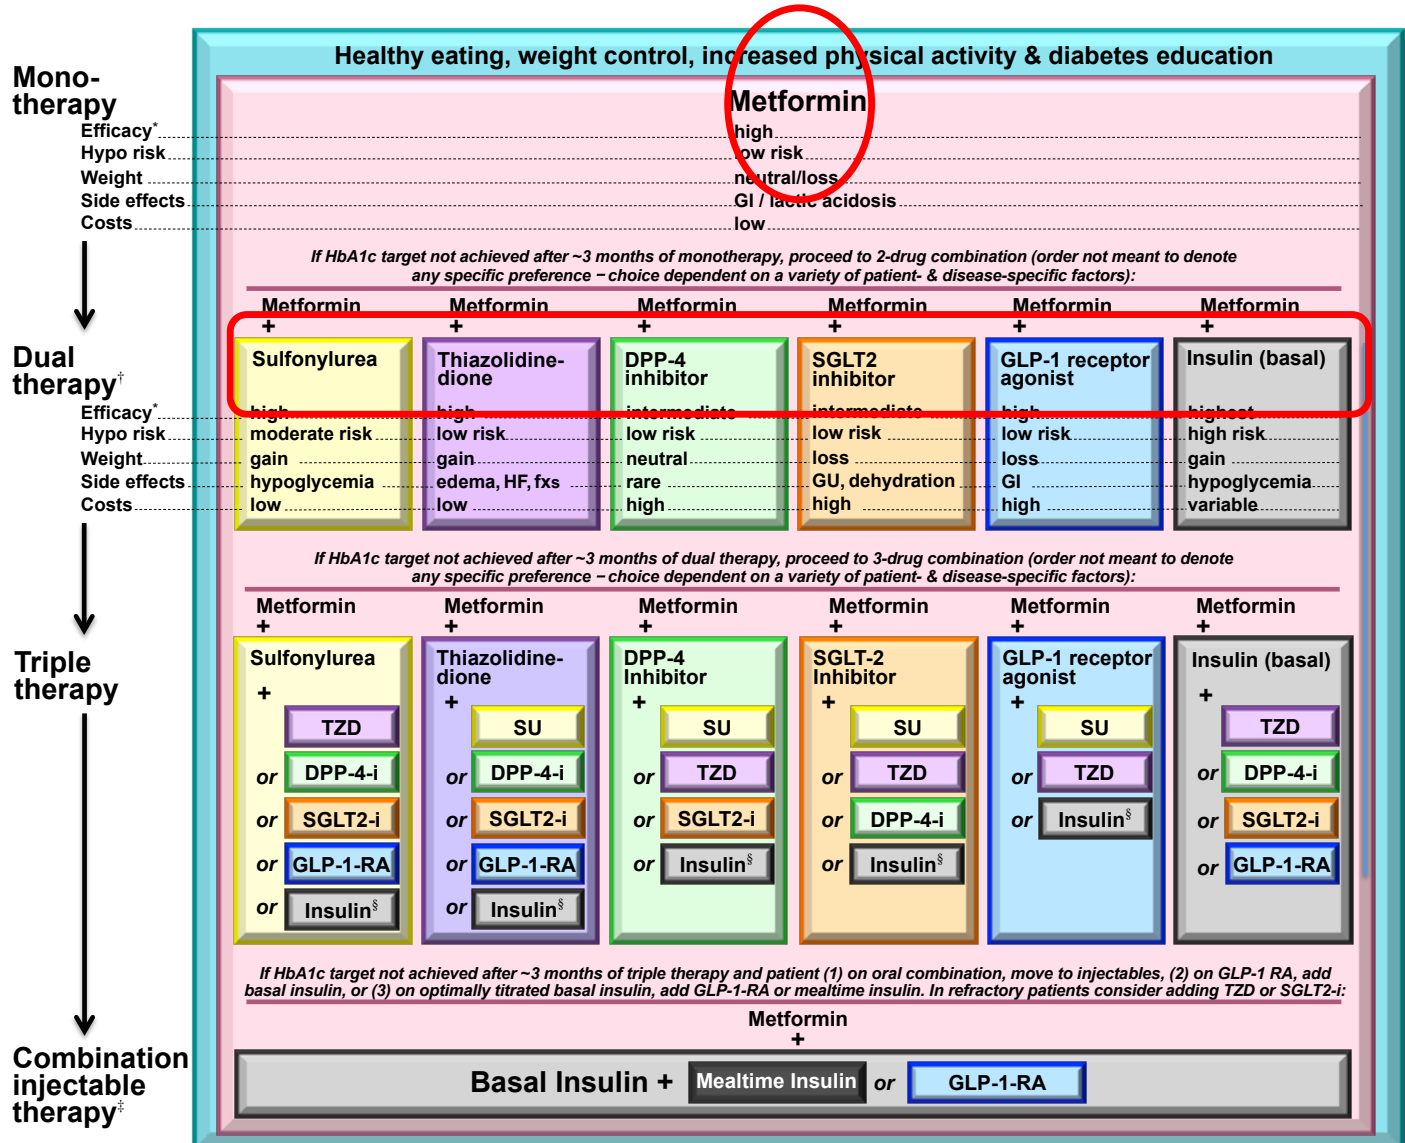 Healthy eating, weight control, increased physical activity & diabetes education
Mono-
therapy
Metformin
Efficacy* high
Hypo risk low risk
Weight neutral/loss
Side effects GI / lactic acidosis
Costs low
If HbA1c target not achieved after ~3 months of monotherapy, proceed to 2-drug combination (order not meant to denote
any specific preference − choice dependent on a variety of patient- & disease-specific factors):
Metformin Metformin Metformin Metformin Metformin Metformin
+ + + + + +
Dual
therapy†
Sulfonylurea Thiazolidine- DPP-4 SGLT2 GLP-1 receptor Insulin (basal)
dione inhibitor inhibitor agonist
Efficacy* high high intermediate intermediate high highest
Hypo risk moderate risk low risk low risk low risk low risk high risk
Weight gain gain neutral loss loss gain
Side effects hypoglycemia edema, HF, fxs rare GU, dehydration GI hypoglycemia
Costs low low high high high variable
If HbA1c target not achieved after ~3 months of dual therapy, proceed to 3-drug combination (order not meant to denote
any specific preference − choice dependent on a variety of patient- & disease-specific factors):
Metformin Metformin Metformin Metformin Metformin Metformin
+ + + + + +
Triple
therapy
Sulfonylurea Thiazolidine- DPP-4 SGLT-2 GLP-1 receptor Insulin (basal)
dione Inhibitor Inhibitor agonist
+ + + + + +
TZD SU SU SU SU TZD
or DPP-4-i or DPP-4-i or TZD or TZD or TZD or DPP-4-i
or SGLT2-i or SGLT2-i or SGLT2-i or DPP-4-i or Insulin§ or SGLT2-i
or GLP-1-RA or GLP-1-RA or Insulin§ or Insulin§ or GLP-1-RA
or Insulin§ or Insulin§
If HbA1c target not achieved after ~3 months of triple therapy and patient (1) on oral combination, move to injectables, (2) on GLP-1 RA, add
basal insulin, or (3) on optimally titrated basal insulin, add GLP-1-RA or mealtime insulin. In refractory patients consider adding TZD or SGLT2-i:
Metformin
+
Combination
injectable
therapy‡
Basal Insulin + Mealtime Insulin or GLP-1-RA